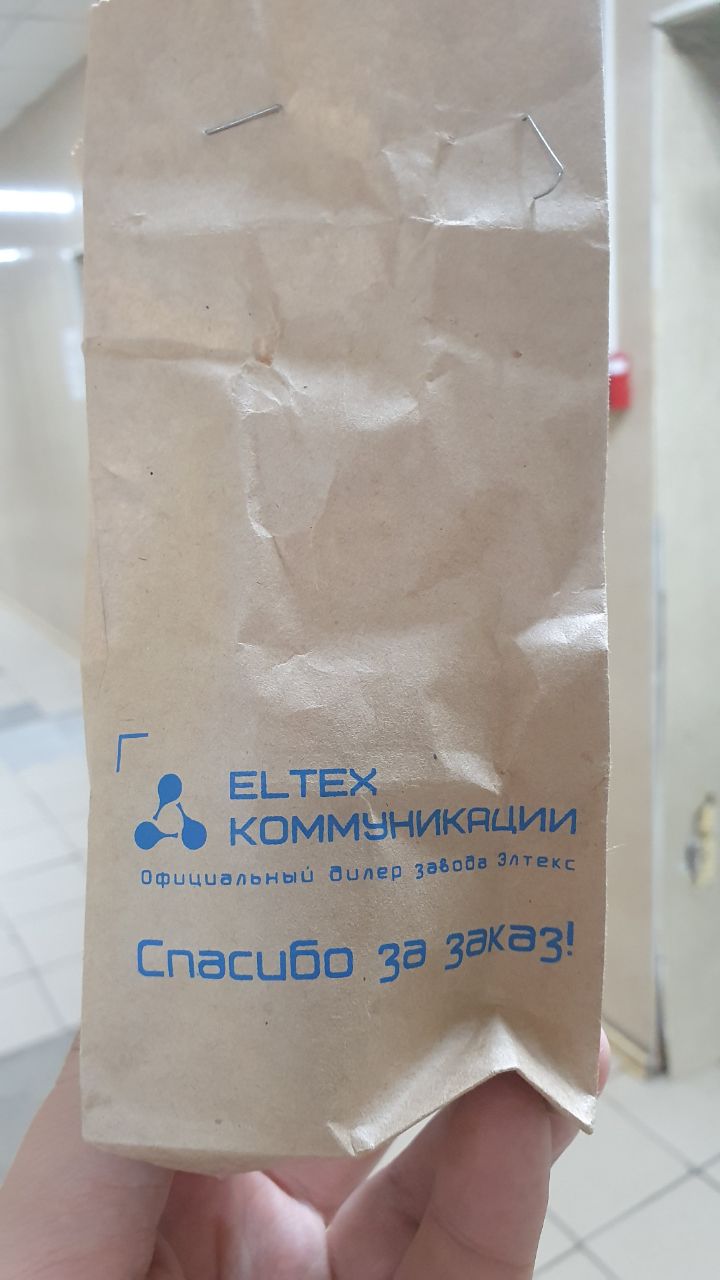 ELTEX
КОММУНИКАЦИИ
Официальный дилер завода Элтекс
Спасибо за заказ!